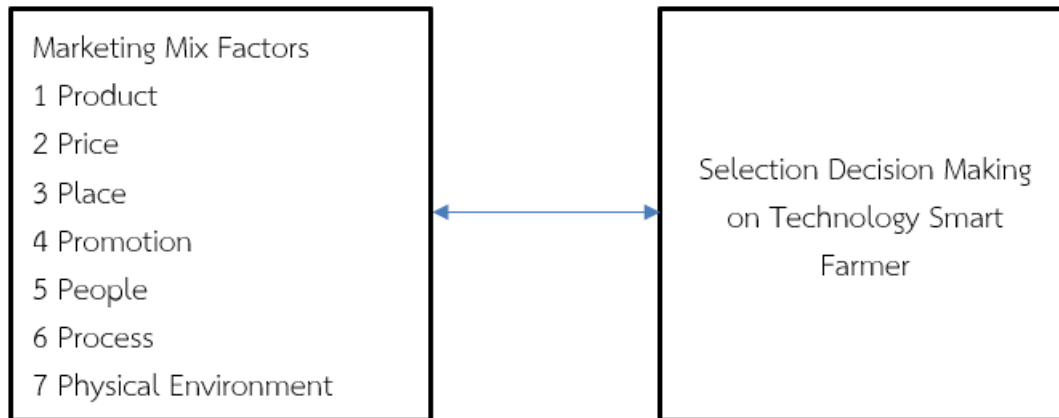 Marketing Mix Factors
1 Product
2 Price
3 Place
4 Promotion
5 People
6 Process
7 Physical Environment
Selection Decision Making
on Technology Smart
Farmer